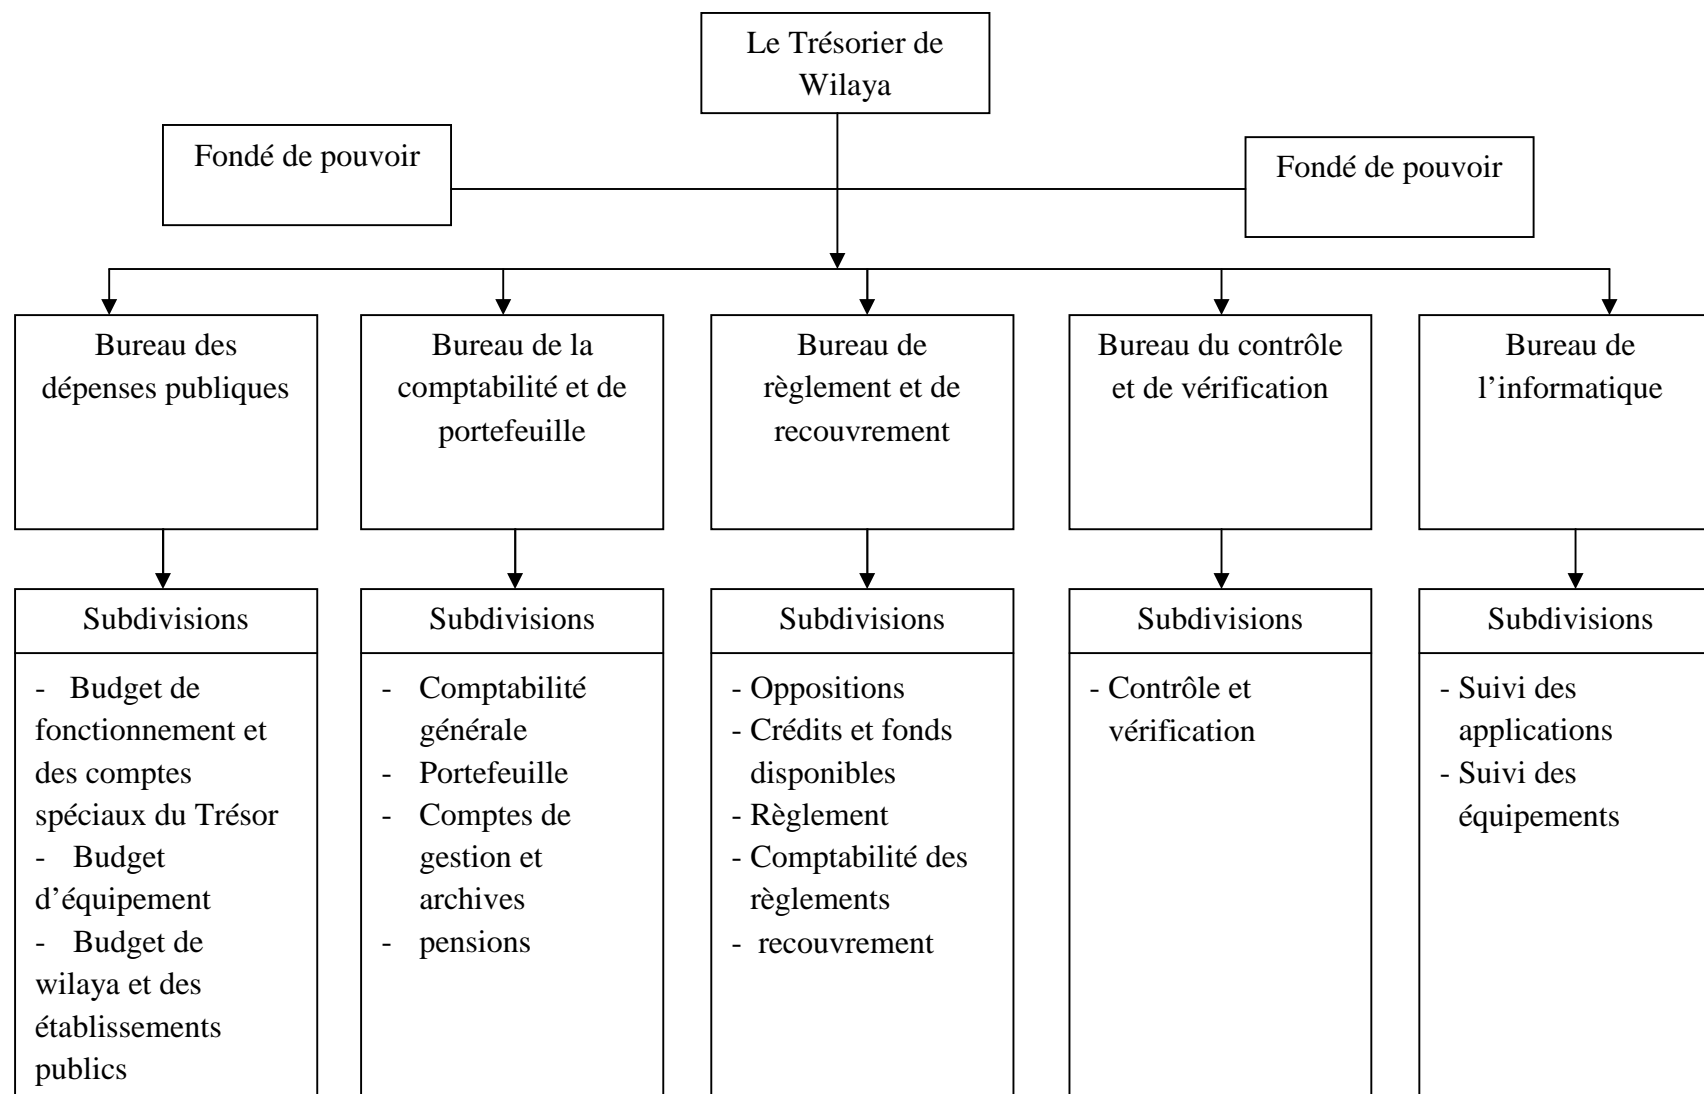 Le Trésorier de
Wilaya
Fondé de pouvoir
Fondé de pouvoir
Bureau des
dépenses publiques
Bureau de la
comptabilité et de
portefeuille
Bureau de
règlement et de
recouvrement
Bureau du contrôle
et de vérification
Bureau de
l’informatique
Subdivisions
- Budget de
fonctionnement et
des comptes
spéciaux du Trésor
- Budget
d’équipement
- Budget de
wilaya et des
établissements
publics
Subdivisions
- Comptabilité
générale
- Portefeuille
- Comptes de
gestion et
archives
- pensions
Subdivisions
- Oppositions
- Crédits et fonds
disponibles
- Règlement
- Comptabilité des
règlements
- recouvrement
Subdivisions
- Contrôle et
vérification
Subdivisions
- Suivi des
applications
- Suivi des
équipements